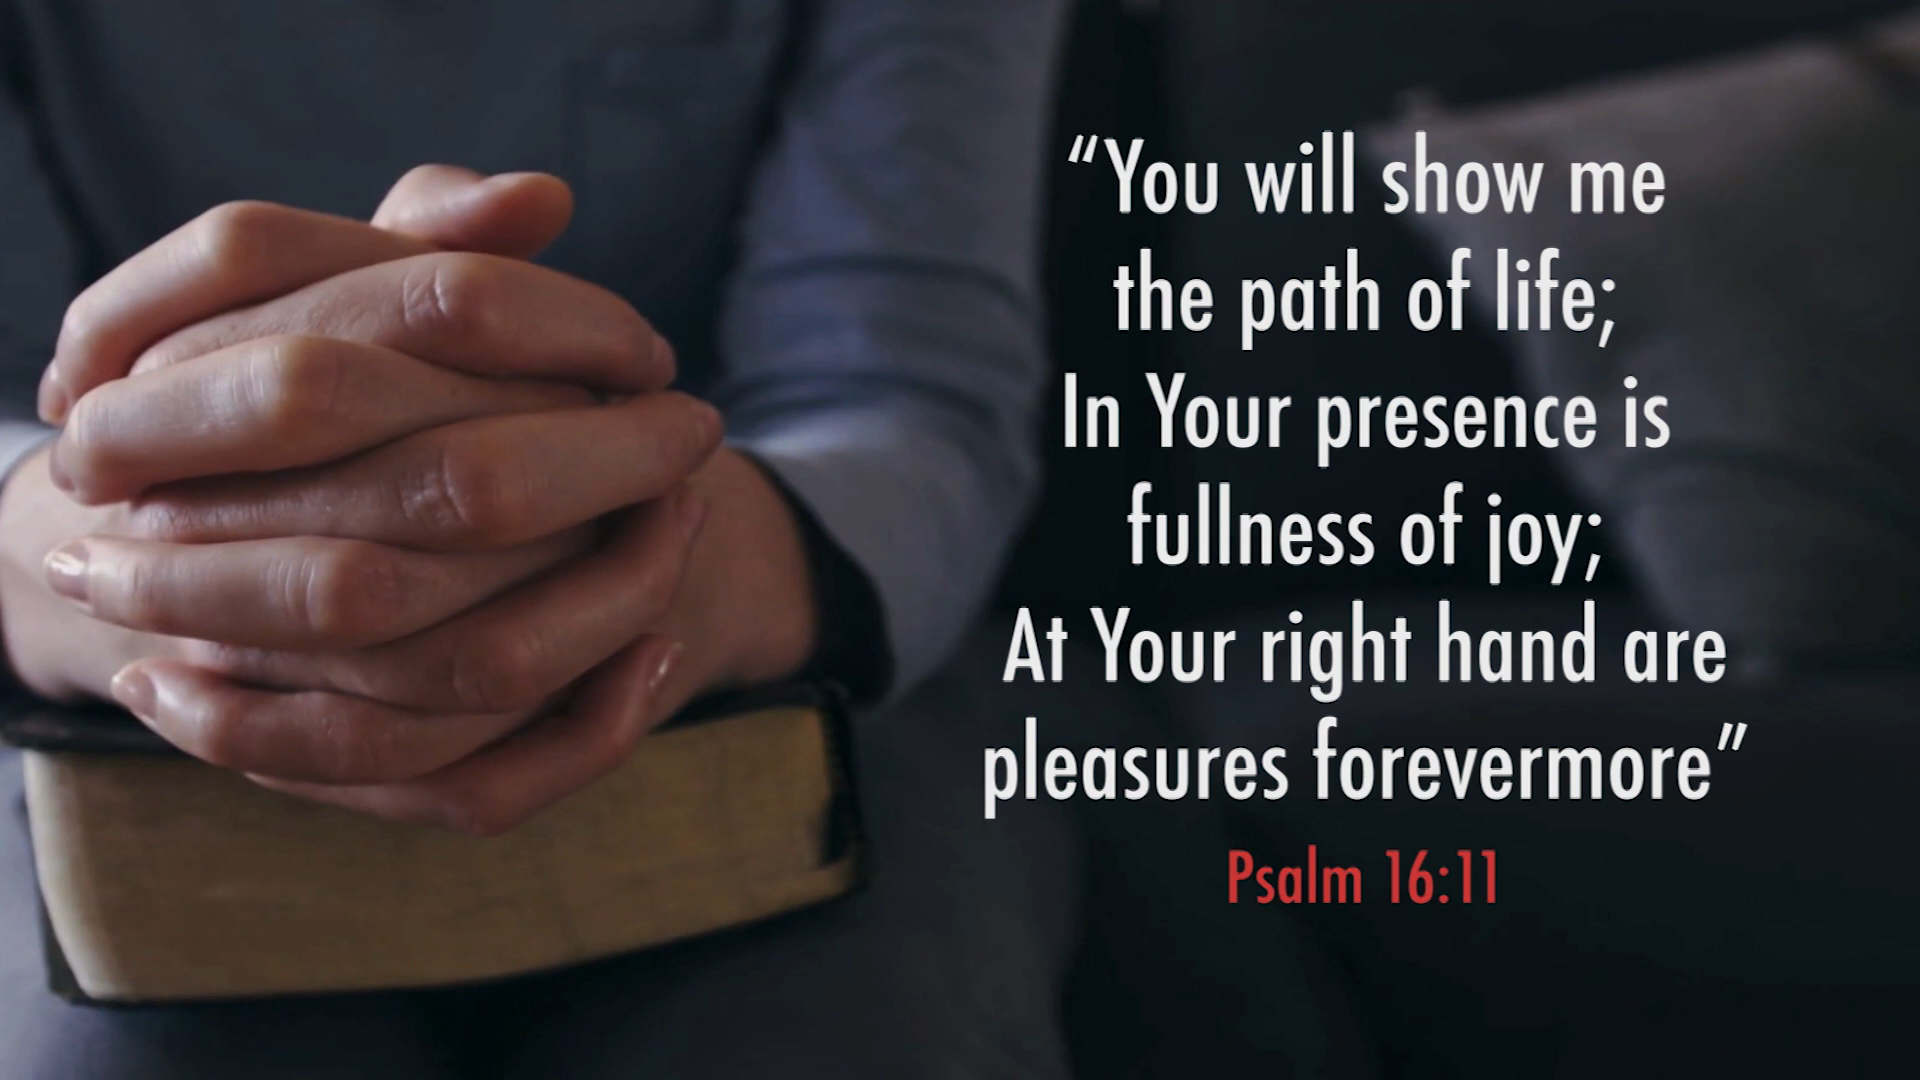 “You will show me
the path of life;
In Your presence is
fullness of joy;
At Your right hand are
pleasures forevermore”
Psalm 16:11